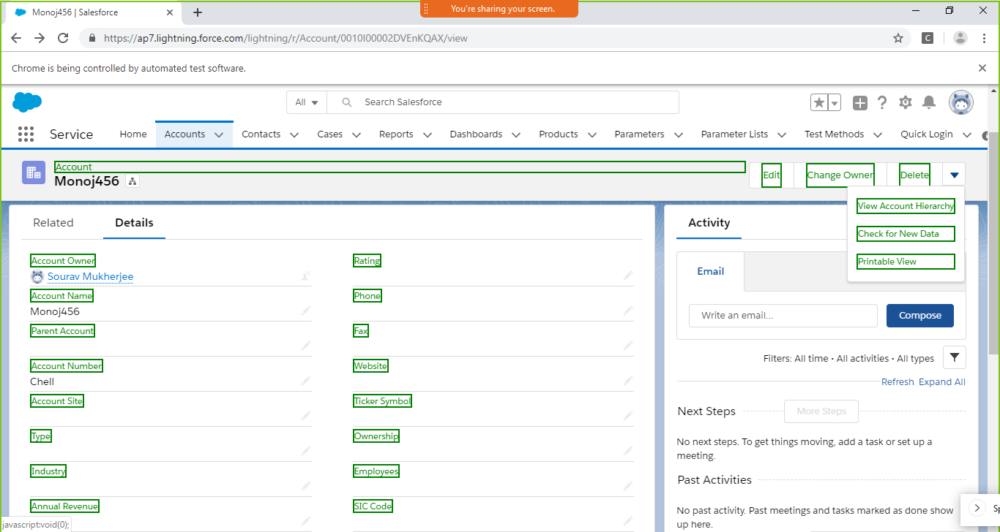 Monoj456 | Salesforce
You're sharing your screen.
https://ap7.lightning.force.com/lightning/r/Account/0010I00002DVEnKQAX/view
C
Chrome is being controlled by automated test software.
All
Search Salesforce
Service
Home
Accounts
Contacts
Cases
Reports
Dashboards
Products
Parameters
Parameter Lists
Test Methods
Quick Login
Account
Monoj456
Edit
Change Owner
Delete
View Account Hierarchy
Check for New Data
Printable View
Related
Details
Account Owner
Sourav Mukherjee
Rating
Account Name
Monoj456
Phone
Parent Account
Fax
Account Number
Chell
Website
Account Site
Ticker Symbol
Type
Ownership
Industry
Employees
Annual Revenue
SIC Code
Activity
Email
Write an email...
Compose
Filters: All time • All activities • All types
Refresh
Expand All
Next Steps
More Steps
No next steps. To get things moving, add a task or set up a
meeting.
Past Activities
No past activity. Past meetings and tasks marked as done show
up here.
Sp
javascript:void(0);